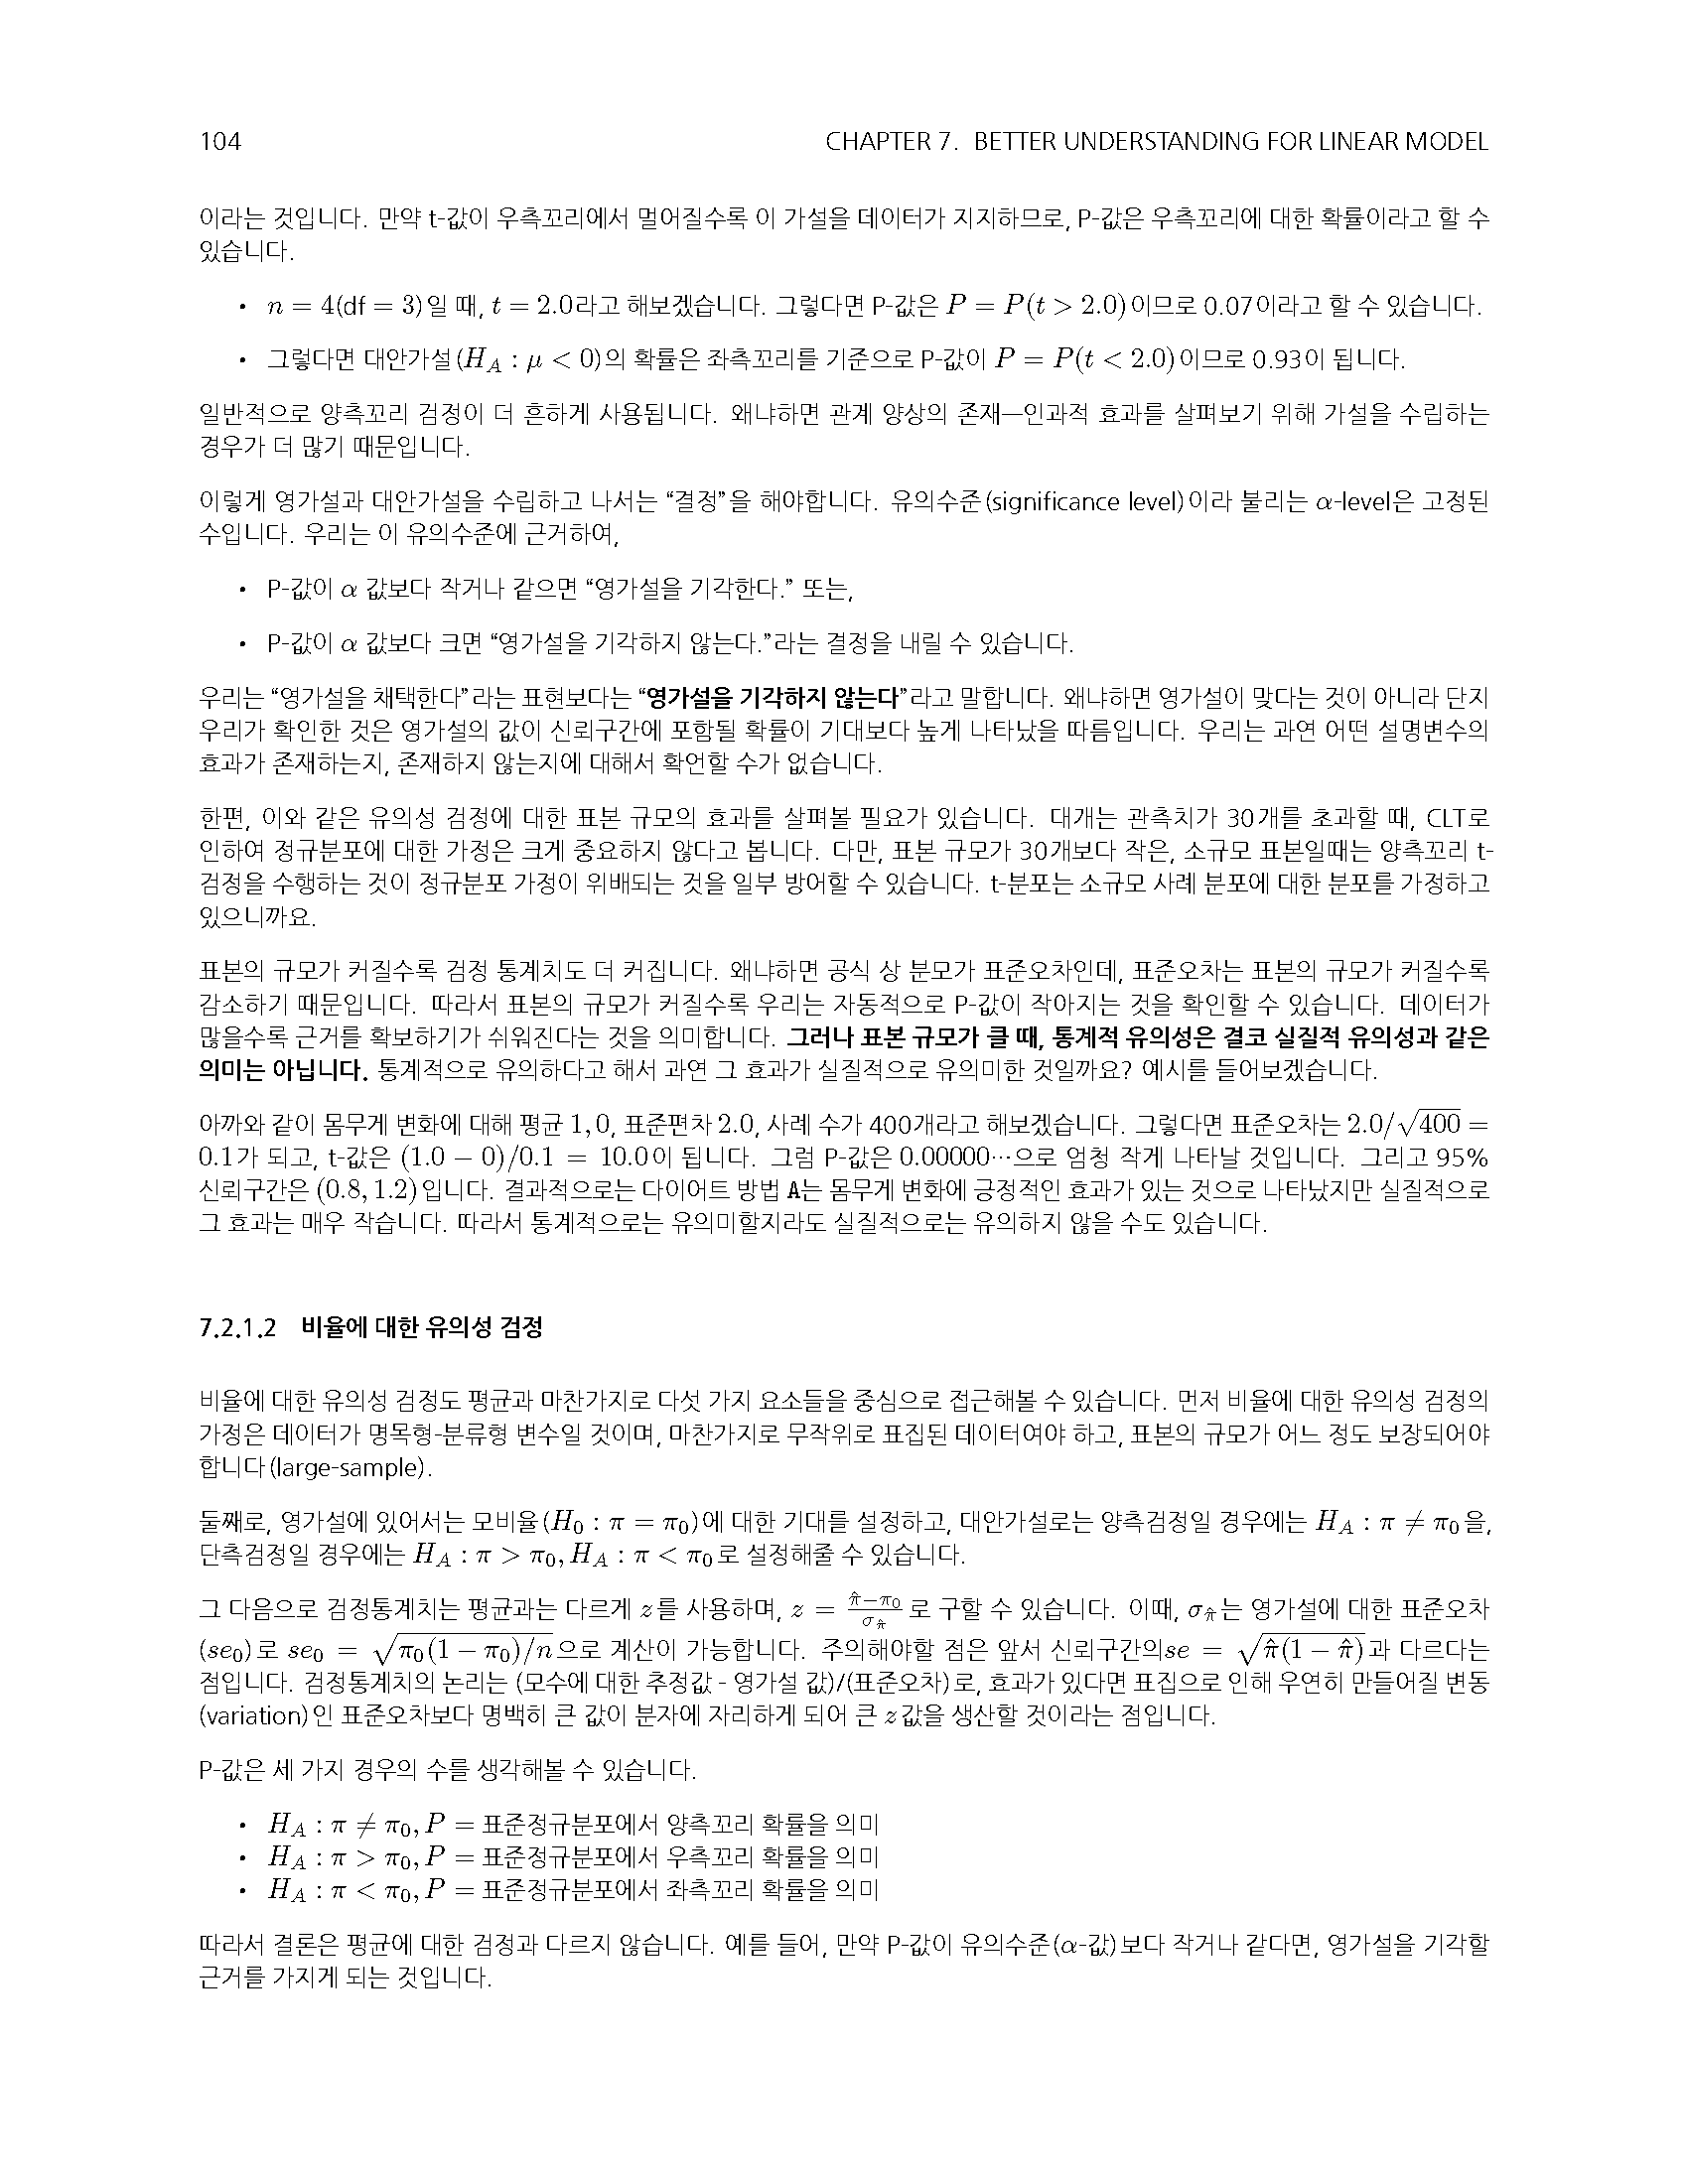 104 CHAPTER 7. BETTER UNDERSTANDING FOR LINEAR MODEL
이라는 것입니다. 만약 t-값이 우측꼬리에서 멀어질수록 이 가설을 데이터가 지지하므로, P-값은 우측꼬리에 대한 확률이라고 할 수
있습니다.
• n = 4(df = 3)일 때, t = 2.0라고 해보겠습니다. 그렇다면 P-값은 P = P(t > 2.0)이므로 0.07이라고 할 수 있습니다.
• 그렇다면 대안가설(H_A : μ < 0)의 확률은 좌측꼬리를 기준으로 P-값이 P = P(t < 2.0)이므로 0.93이 됩니다.
일반적으로 양측꼬리 검정이 더 흔하게 사용됩니다. 왜냐하면 관계 양상의 존재—인과적 효과를 살펴보기 위해 가설을 수립하는
경우가 더 많기 때문입니다.
이렇게 영가설과 대안가설을 수립하고 나서는 “결정”을 해야합니다. 유의수준(significance level)이라 불리는 α-level은 고정된
수입니다. 우리는 이 유의수준에 근거하여,
• P-값이 α 값보다 작거나 같으면 “영가설을 기각한다.” 또는,
• P-값이 α 값보다 크면 “영가설을 기각하지 않는다.”라는 결정을 내릴 수 있습니다.
우리는 “영가설을 채택한다”라는 표현보다는 “영가설을 기각하지 않는다”라고 말합니다. 왜냐하면 영가설이 맞다는 것이 아니라 단지
우리가 확인한 것은 영가설의 값이 신뢰구간에 포함될 확률이 기대보다 높게 나타났을 따름입니다. 우리는 과연 어떤 설명변수의
효과가 존재하는지, 존재하지 않는지에 대해서 확언할 수가 없습니다.
한편, 이와 같은 유의성 검정에 대한 표본 규모의 효과를 살펴볼 필요가 있습니다. 대개는 관측치가 30개를 초과할 때, CLT로
인하여 정규분포에 대한 가정은 크게 중요하지 않다고 봅니다. 다만, 표본 규모가 30개보다 작은, 소규모 표본일때는 양측꼬리 t-
검정을 수행하는 것이 정규분포 가정이 위배되는 것을 일부 방어할 수 있습니다. t-분포는 소규모 사례 분포에 대한 분포를 가정하고
있으니까요.
표본의 규모가 커질수록 검정 통계치도 더 커집니다. 왜냐하면 공식 상 분모가 표준오차인데, 표준오차는 표본의 규모가 커질수록
감소하기 때문입니다. 따라서 표본의 규모가 커질수록 우리는 자동적으로 P-값이 작아지는 것을 확인할 수 있습니다. 데이터가
많을수록 근거를 확보하기가 쉬워진다는 것을 의미합니다. 그러나 표본 규모가 클 때, 통계적 유의성은 결코 실질적 유의성과 같은
의미는 아닙니다. 통계적으로 유의하다고 해서 과연 그 효과가 실질적으로 유의미한 것일까요? 예시를 들어보겠습니다.
아까와 같이 몸무게 변화에 대해 평균 1,0, 표준편차 2.0, 사례 수가 400개라고 해보겠습니다. 그렇다면 표준오차는 2.0/√400 =
0.1가 되고, t-값은 (1.0 − 0)/0.1 = 10.0이 됩니다. 그럼 P-값은 0.00000…으로 엄청 작게 나타날 것입니다. 그리고 95%
신뢰구간은 (0.8, 1.2)입니다. 결과적으로는 다이어트 방법 A는 몸무게 변화에 긍정적인 효과가 있는 것으로 나타났지만 실질적으로
그 효과는 매우 작습니다. 따라서 통계적으로는 유의미할지라도 실질적으로는 유의하지 않을 수도 있습니다.
7.2.1.2 비율에 대한 유의성 검정
비율에 대한 유의성 검정도 평균과 마찬가지로 다섯 가지 요소들을 중심으로 접근해볼 수 있습니다. 먼저 비율에 대한 유의성 검정의
가정은 데이터가 명목형-분류형 변수일 것이며, 마찬가지로 무작위로 표집된 데이터여야 하고, 표본의 규모가 어느 정도 보장되어야
합니다(large-sample).
둘째로, 영가설에 있어서는 모비율(H_0 : π = π_0)에 대한 기대를 설정하고, 대안가설로는 양측검정일 경우에는 H_A : π ≠ π_0을,
단측검정일 경우에는 H_A : π > π_0, H_A : π < π_0로 설정해줄 수 있습니다.
그 다음으로 검정통계치는 평균과는 다르게 z를 사용하며, z = (π̂−π_0)/σ_π̂ 로 구할 수 있습니다. 이때, σ_π̂는 영가설에 대한 표준오차
(se_0)로 se_0 = √(π_0(1 − π_0)/n)으로 계산이 가능합니다. 주의해야할 점은 앞서 신뢰구간의se = √(π̂(1 − π̂))과 다르다는
점입니다. 검정통계치의 논리는 (모수에 대한 추정값 - 영가설 값)/(표준오차)로, 효과가 있다면 표집으로 인해 우연히 만들어질 변동
(variation)인 표준오차보다 명백히 큰 값이 분자에 자리하게 되어 큰 z값을 생산할 것이라는 점입니다.
P-값은 세 가지 경우의 수를 생각해볼 수 있습니다.
• H_A : π ≠ π_0, P = 표준정규분포에서 양측꼬리 확률을 의미
• H_A : π > π_0, P = 표준정규분포에서 우측꼬리 확률을 의미
• H_A : π < π_0, P = 표준정규분포에서 좌측꼬리 확률을 의미
따라서 결론은 평균에 대한 검정과 다르지 않습니다. 예를 들어, 만약 P-값이 유의수준(α-값)보다 작거나 같다면, 영가설을 기각할
근거를 가지게 되는 것입니다.